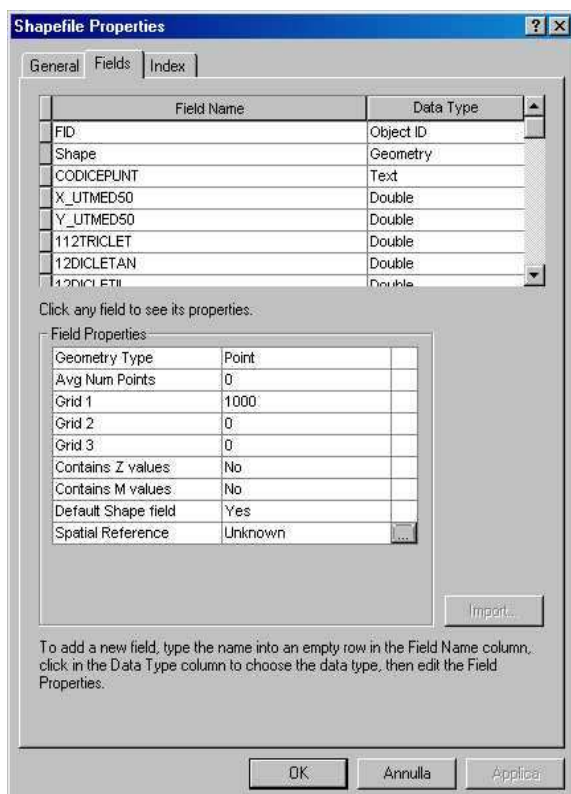 Shapefile Properties
General Fields Index
Field Name Data Type
FID Object ID
Shape Geometry
CODICEPUNT Text
X_UTMED50 Double
Y_UTMED50 Double
112TRICLET Double
12DICLETAN Double
12DICLETIL Double
Click any field to see its properties.
Field Properties
Geometry Type Point
Avg Num Points 0
Grid 1 1000
Grid 2 0
Grid 3 0
Contains Z values No
Contains M values No
Default Shape field Yes
Spatial Reference Unknown ...
Import...
To add a new field, type the name into an empty row in the Field Name column,
click in the Data Type column to choose the data type, then edit the Field
Properties.
OK Annulla Applica